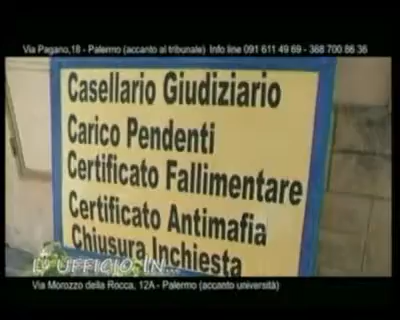 Via Pagano,18 - Palermo (accanto al tribunale) Info line 091 611 49 69 - 368 700 86 36
Casellario Giudiziario
Carico Pendenti
Certificato Fallimentare
Certificato Antimafia
Chiusura Inchiesta
UFFICIO IN...
Via Morozzo della Rocca, 12A - Palermo (accanto università)